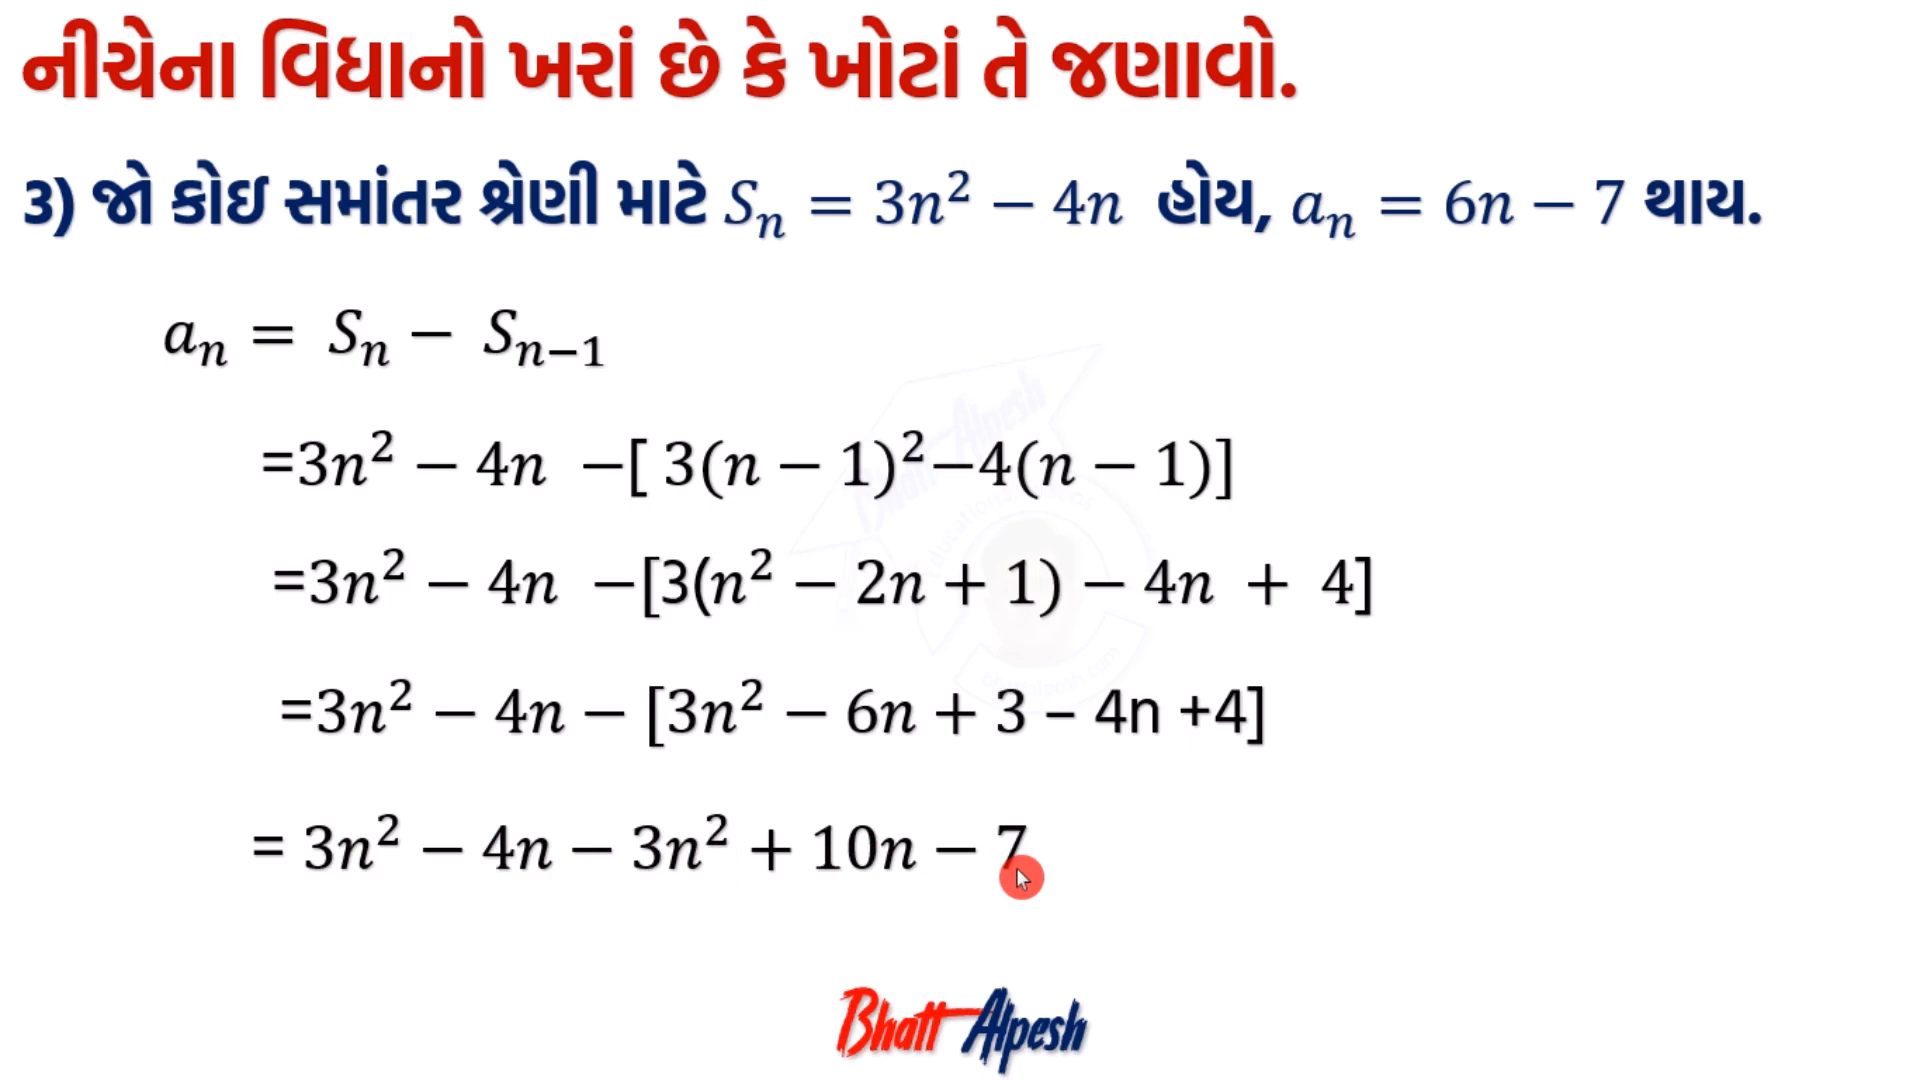 નીચેના વિધાનો ખરાં છે કે ખોટાં તે જણાવો.
3) જો કોઇ સમાંતર શ્રેણી માટે Sₙ = 3n² − 4n હોય, aₙ = 6n − 7 થાય.
aₙ = Sₙ − Sₙ₋₁
=3n² − 4n −[ 3(n − 1)²−4(n − 1)]
=3n² − 4n −[3(n² − 2n + 1) − 4n + 4]
=3n² − 4n − [3n² − 6n + 3 – 4n +4]
= 3n² − 4n − 3n² + 10n − 7
Bhatt Alpesh
Bhatt Alpesh